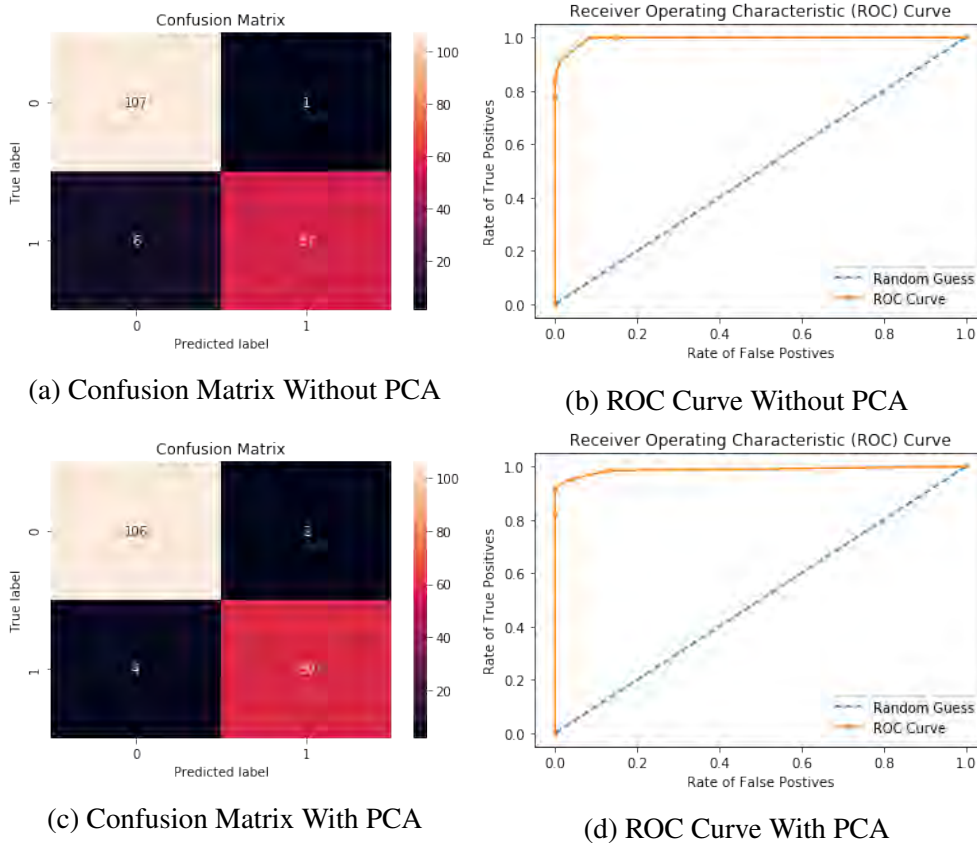 Confusion Matrix
107
1
6
0
1
True label
0
1
Predicted label
100
80
60
40
20
(a) Confusion Matrix Without PCA
Receiver Operating Characteristic (ROC) Curve
1.0
0.8
0.6
0.4
0.2
0.0
Rate of True Positives
Random Guess
ROC Curve
0.0 0.2 0.4 0.6 0.8 1.0
Rate of False Postives
(b) ROC Curve Without PCA
Confusion Matrix
106
4
0
1
True label
0
1
Predicted label
100
80
60
40
20
(c) Confusion Matrix With PCA
Receiver Operating Characteristic (ROC) Curve
1.0
0.8
0.6
0.4
0.2
0.0
Rate of True Positives
Random Guess
ROC Curve
0.0 0.2 0.4 0.6 0.8 1.0
Rate of False Postives
(d) ROC Curve With PCA